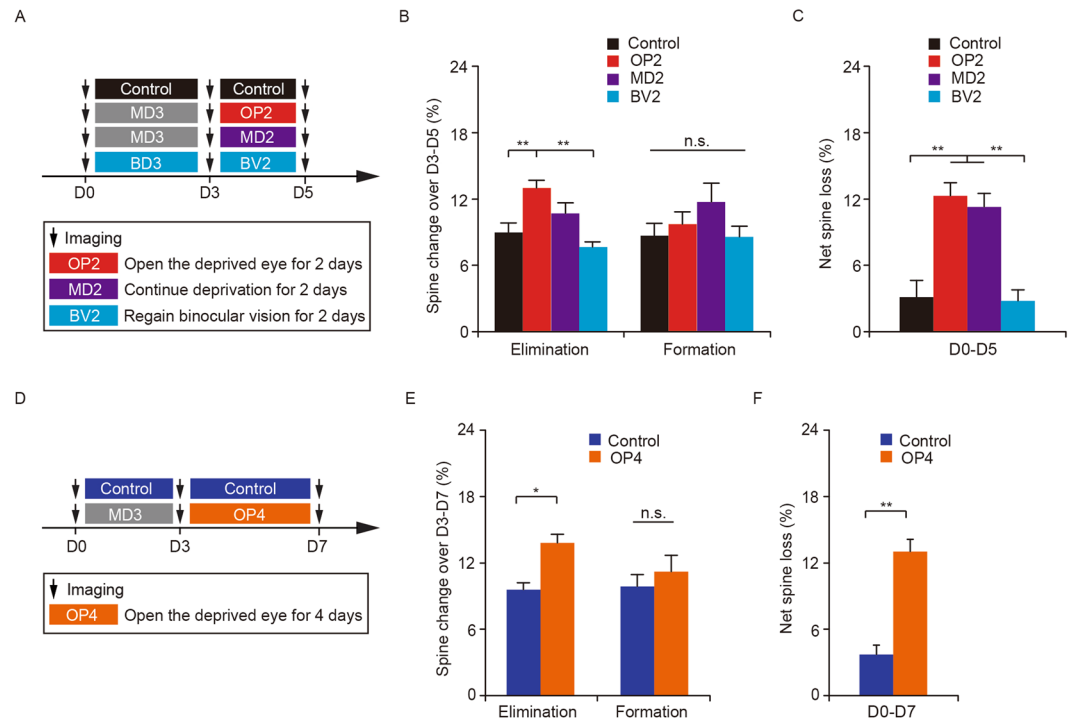 A
Control Control
MD3 OP2
MD3 MD2
BD3 BV2
D0 D3 D5
Imaging
OP2 Open the deprived eye for 2 days
MD2 Continue deprivation for 2 days
BV2 Regain binocular vision for 2 days
B
Control
OP2
MD2
BV2
Spine change over D3-D5 (%)
24
18
12
6
0
** **
n.s.
Elimination Formation
C
Control
OP2
MD2
BV2
Net spine loss (%)
24
18
12
6
0
** **
D0-D5
D
Control Control
MD3 OP4
D0 D3 D7
Imaging
OP4 Open the deprived eye for 4 days
E
Control
OP4
Spine change over D3-D7 (%)
24
18
12
6
0
*
n.s.
Elimination Formation
F
Control
OP4
Net spine loss (%)
24
18
12
6
0
**
D0-D7